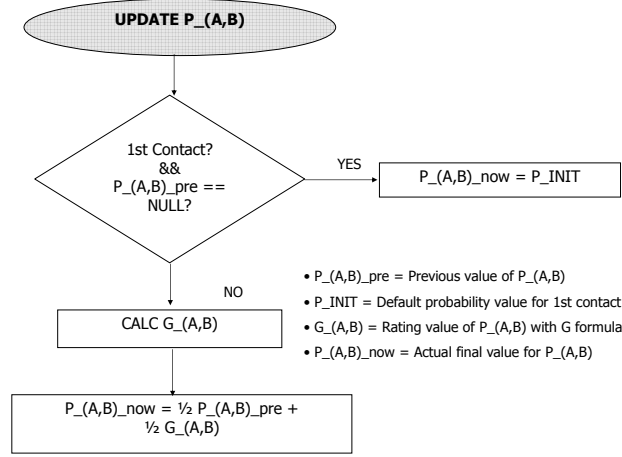 UPDATE P_(A,B)
1st Contact?
&&
P_(A,B)_pre ==
NULL?
YES
P_(A,B)_now = P_INIT
NO
• P_(A,B)_pre = Previous value of P_(A,B)
• P_INIT = Default probability value for 1st contact
• G_(A,B) = Rating value of P_(A,B) with G formula
• P_(A,B)_now = Actual final value for P_(A,B)
CALC G_(A,B)
P_(A,B)_now = ½ P_(A,B)_pre +
½ G_(A,B)